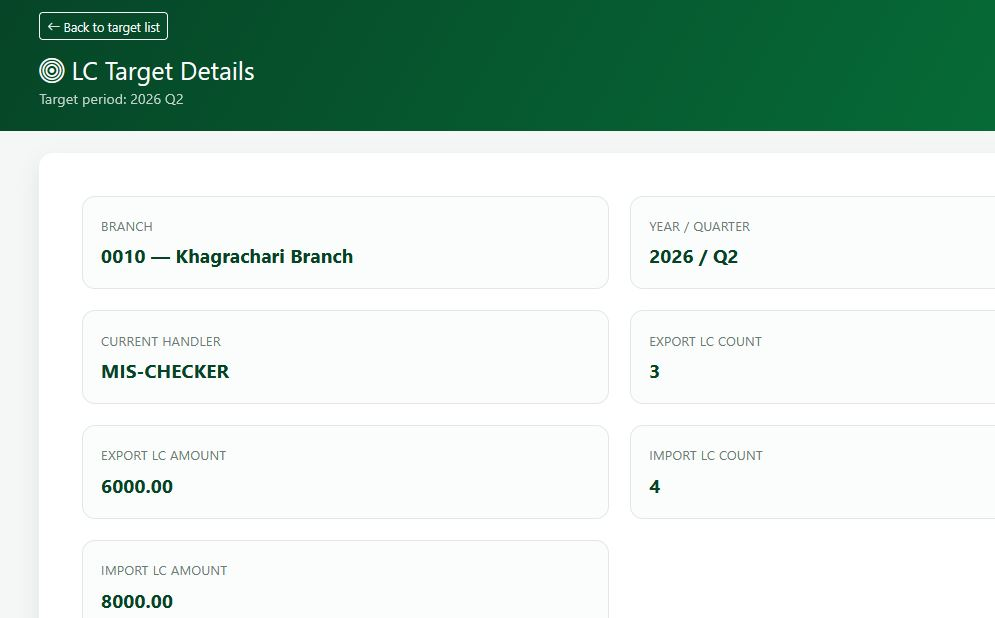 ← Back to target list
LC Target Details
Target period: 2026 Q2
BRANCH
0010 — Khagrachari Branch
YEAR / QUARTER
2026 / Q2
CURRENT HANDLER
MIS-CHECKER
EXPORT LC COUNT
3
EXPORT LC AMOUNT
6000.00
IMPORT LC COUNT
4
IMPORT LC AMOUNT
8000.00